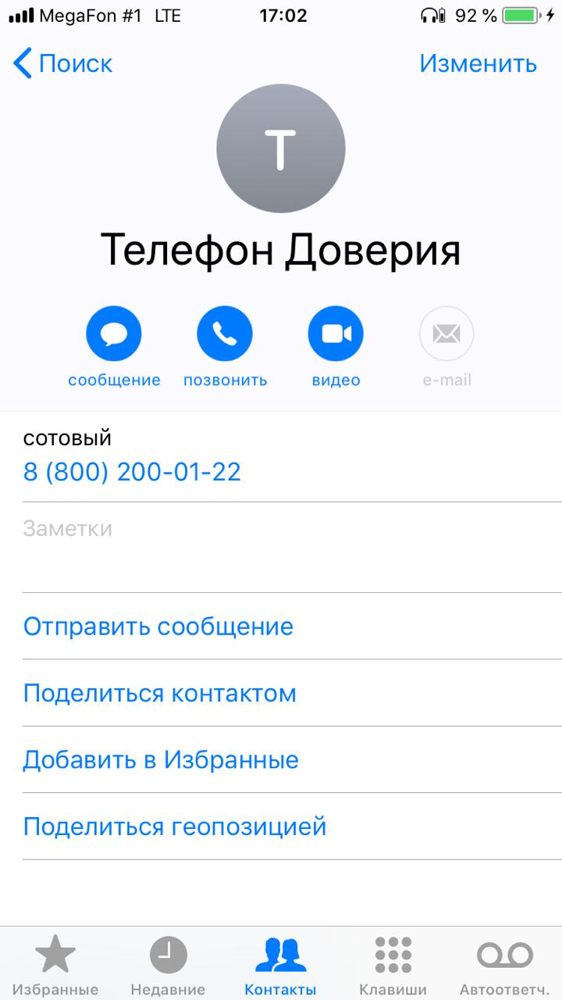 MegaFon #1 LTE 17:02 92 %
Поиск Изменить
Т
Телефон Доверия
сообщение позвонить видео e-mail
сотовый
8 (800) 200-01-22
Заметки
Отправить сообщение
Поделиться контактом
Добавить в Избранные
Поделиться геопозицией
Избранные Недавние Контакты Клавиши Автоответч.